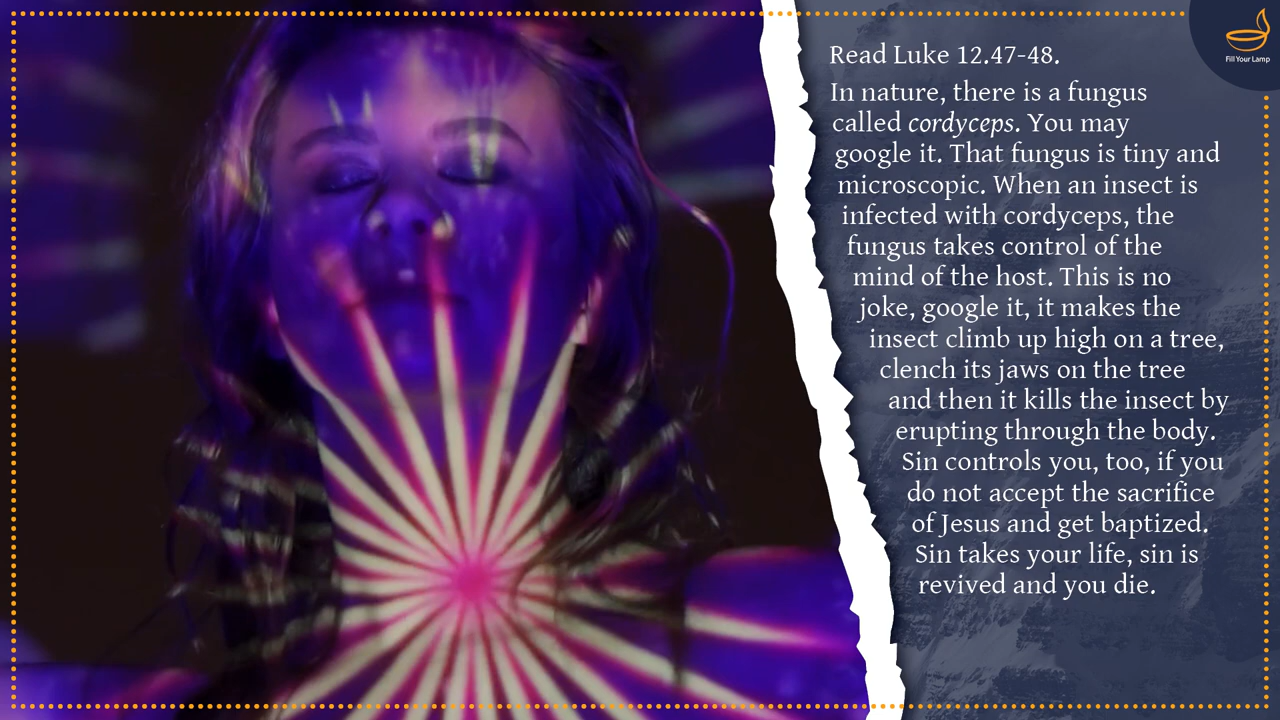 Read Luke 12.47-48.
In nature, there is a fungus
called cordyceps. You may
google it. That fungus is tiny and
microscopic. When an insect is
infected with cordyceps, the
fungus takes control of the
mind of the host. This is no
joke, google it, it makes the
insect climb up high on a tree,
clench its jaws on the tree
and then it kills the insect by
erupting through the body.
Sin controls you, too, if you
do not accept the sacrifice
of Jesus and get baptized.
Sin takes your life, sin is
revived and you die.
Fill Your Lamp